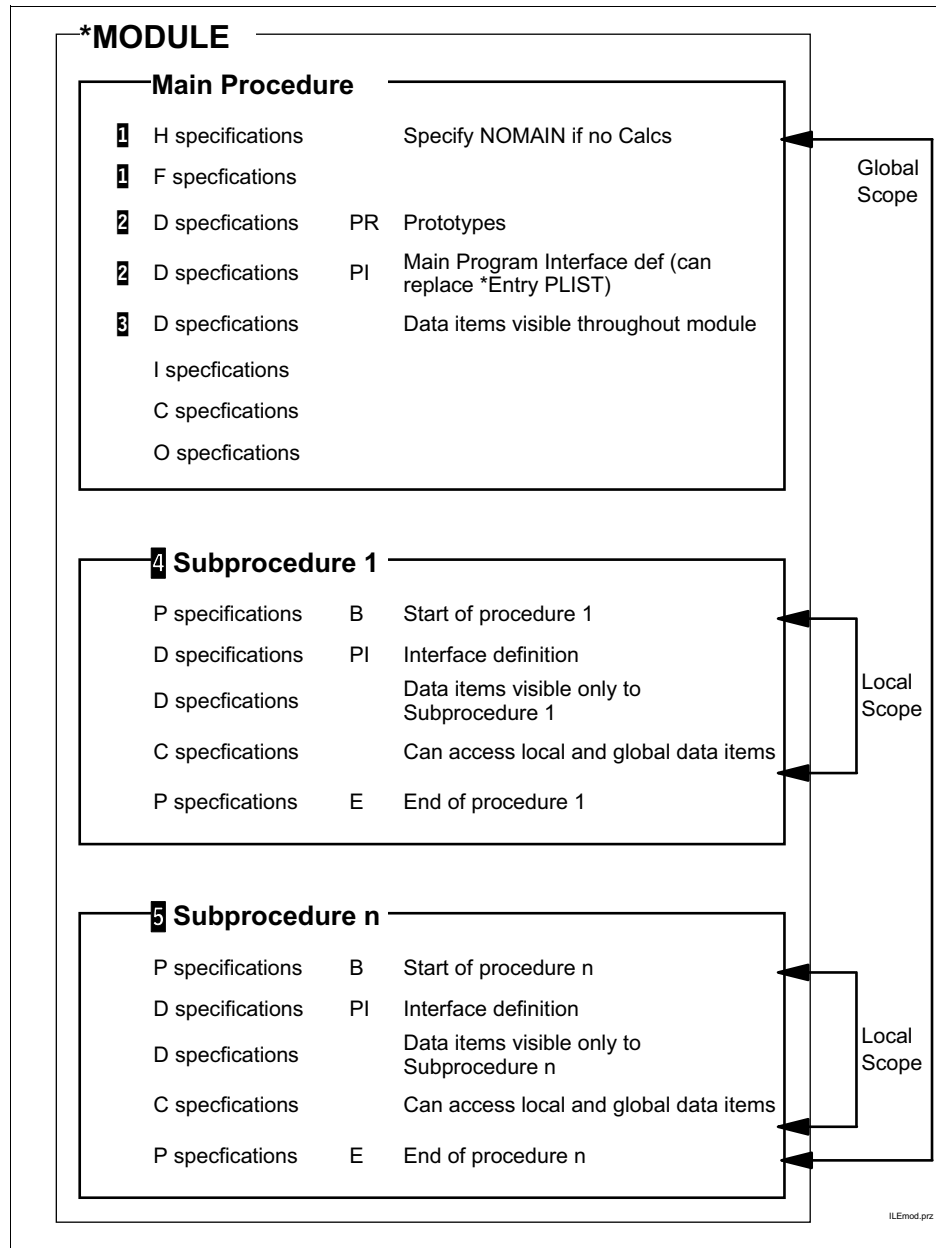 *MODULE
Main Procedure
1 H specifications Specify NOMAIN if no Calcs
Global
Scope
1 F specfications
2 D specfications PR Prototypes
2 D specfications PI Main Program Interface def (can
replace *Entry PLIST)
3 D specfications Data items visible throughout module
I specfications
C specfications
O specfications
4 Subprocedure 1
P specifications B Start of procedure 1
D specifications PI Interface definition
D specfications Data items visible only to
Subprocedure 1
Local
Scope
C specfications Can access local and global data items
P specfications E End of procedure 1
5 Subprocedure n
P specifications B Start of procedure n
D specifications PI Interface definition
D specfications Data items visible only to
Subprocedure n
Local
Scope
C specfications Can access local and global data items
P specfications E End of procedure n
ILEmod.prz